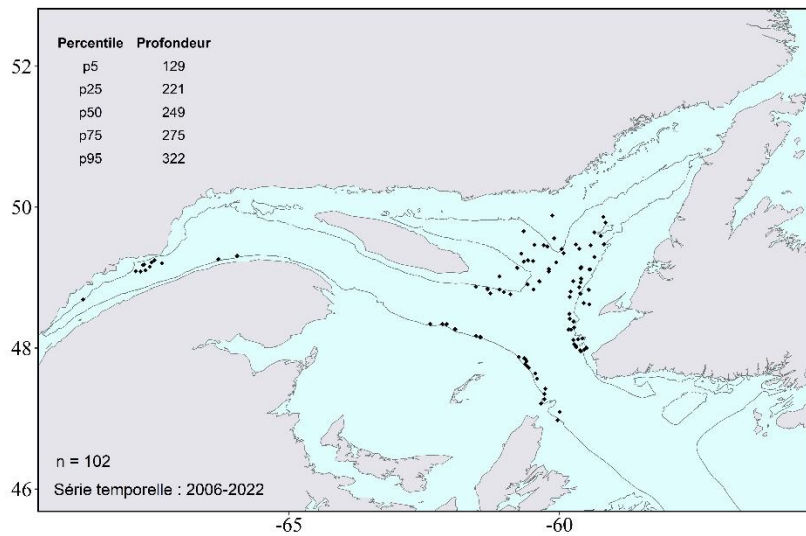 Percentile Profondeur
p5 129
p25 221
p50 249
p75 275
p95 322
52
50
48
46
n = 102
Série temporelle : 2006-2022
-65 -60